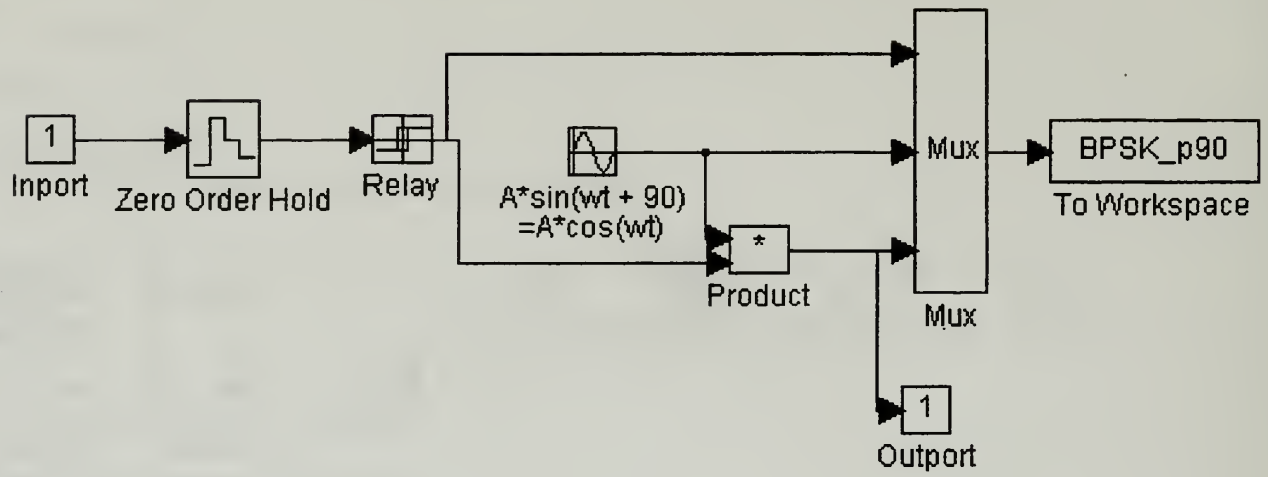 1
Inport
Zero Order Hold
Relay
A*sin(wt + 90)
=A*cos(wt)
*
Product
Mux
Mux
BPSK_p90
To Workspace
1
Outport